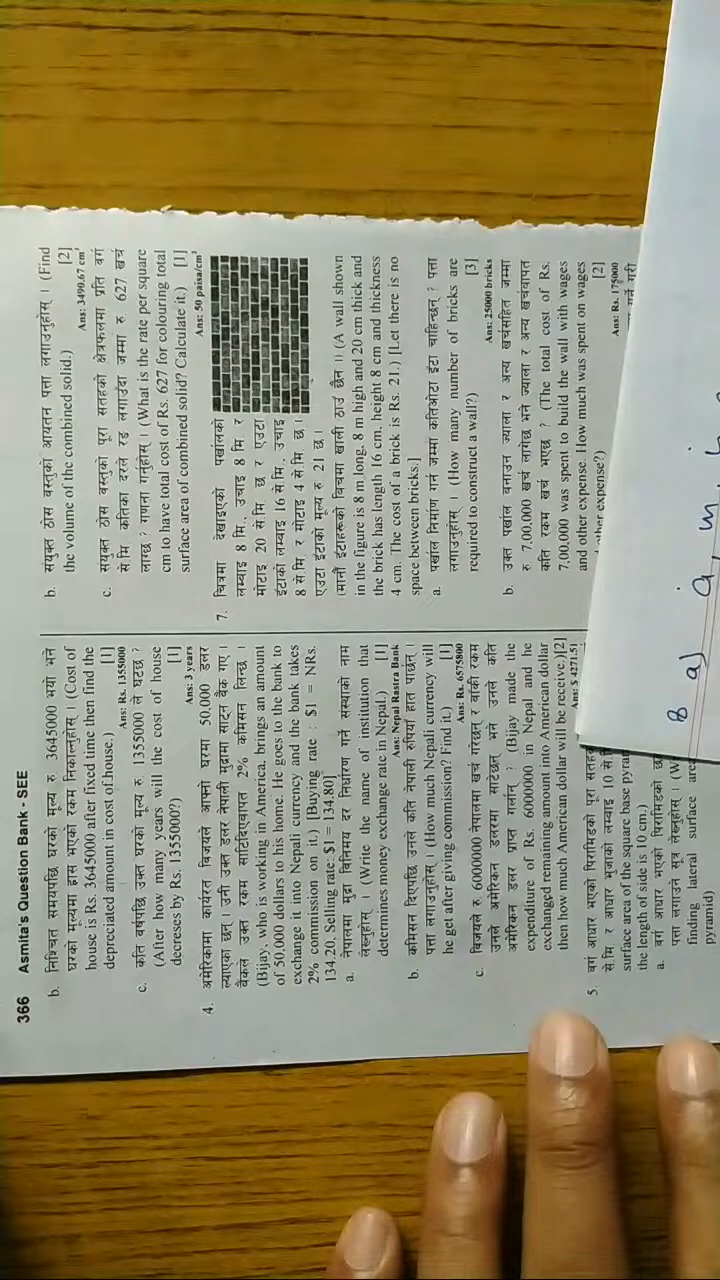 366 Asmita's Question Bank - SEE
b. निश्चित समयपछि घरको मूल्य रु 3645000 भयो भने
घरको मूल्यमा ह्रास भएको रकम निकाल्नुहोस् । (Cost of
house is Rs. 3645000 after fixed time then find the
depreciated amount in cost of house.) [1]
Ans: Rs. 1355000
c. कति वर्षपछि उक्त घरको मूल्य रु 1355000 ले घटछ ?
(After how many years will the cost of house
decreses by Rs. 1355000?) [1]
Ans: 3 years
4. अमेरिकामा कार्यरत बिजयले आफ्नो घरमा 50,000 डलर
ल्याएका छन् । उनी उक्त डलर नेपाली मुद्रामा साट्न बैंक गए ।
बैंकले उक्त रकम साटिदिएबापत 2% कमिसन लिन्छ ।
(Bijay, who is working in America, brings an amount
of 50,000 dollars to his home. He goes to the bank to
exchange it into Nepali currency and the bank takes
2% commission on it.) [Buying rate : $1 = NRs.
134.20, Selling rate: $1 = 134.80]
a. नेपालमा मुद्रा विनिमय दर निर्धारण गर्ने संस्थाको नाम
लेख्नुहोस् । (Write the name of institution that
determines money exchange rate in Nepal.) [1]
Ans: Nepal Rastra Bank
b. कमिसन दिएपछि उनले कति नेपाली रुपियाँ हात पार्छन्
पत्ता लगाउनुहोस् । (How much Nepali currency will
he get after giving commission? Find it.) [1]
Ans: Rs. 6575800
c. बिजयले रु 6000000 नेपालमा खर्च गरेछन् र बाँकी रकम
उनले अमेरिकन डलरमा साटेछन् भने उनले कति
अमेरिकन डलर प्राप्त गर्लान् ? (Bijay made the
expenditure of Rs. 6000000 in Nepal and he
exchanged remaining amount into American dollar
then how much American dollar will be receive.)[2]
Ans: $ 4271.51
5. वर्ग आधार भएको पिरामिडको पूरा सतहक
से.मि र आधार भुजाको लम्बाइ 10 से.मि
surface area of the square base pyram
the length of side is 10 cm.)
a. वर्ग आधार भएको पिरामिडको छ
पत्ता लगाउने सूत्र लेख्नुहोस् । (W
finding lateral surface area
pyramid)
b. संयुक्त ठोस वस्तुको आयतन पत्ता लगाउनुहोस् । (Find
the volume of the combined solid.) [2]
Ans: 3490.67 cm³
c. संयुक्त ठोस वस्तुको पूरा सतहको क्षेत्रफलमा प्रति वर्ग
से.मि कतिका दरले रङ लगाउँदा जम्मा रु 627 खर्च
लाग्छ ? गणना गर्नुहोस् । (What is the rate per square
cm to have total cost of Rs. 627 for colouring total
surface area of combined solid? Calculate it.) [1]
Ans: 50 paisa/cm²
7. चित्रमा देखाइएको पर्खालको
लम्बाइ 8 मि., उचाइ 8 मि र
मोटाइ 20 से.मि छ र एउटा
इँटाको लम्बाइ 16 से.मि., उचाइ
8 से.मि र मोटाइ 4 से.मि छ ।
एउटा इँटाको मूल्य रु 21 छ ।
(मानौं इँटाहरूको बिचमा खाली ठाउँ छैन ।) (A wall shown
in the figure is 8 m long, 8 m high and 20 cm thick and
the brick has length 16 cm, height 8 cm and thickness
4 cm. The cost of a brick is Rs. 21.) [Let there is no
space between bricks.]
a. पर्खाल निर्माण गर्न जम्मा कतिओटा इँटा चाहिन्छन् ? पत्ता
लगाउनुहोस् । (How many number of bricks are
required to construct a wall?) [3]
Ans: 25000 bricks
b. उक्त पर्खाल बनाउन ज्याला र अन्य खर्चसहित जम्मा
रु 7,00,000 खर्च लागेछ भने ज्याला र अन्य खर्चबापत
कति रकम खर्च भएछ ? (The total cost of Rs.
7,00,000 was spent to build the wall with wages
and other expense. How much was spent on wages
other expense?) [2]
Ans: Rs. 175000
8 a)